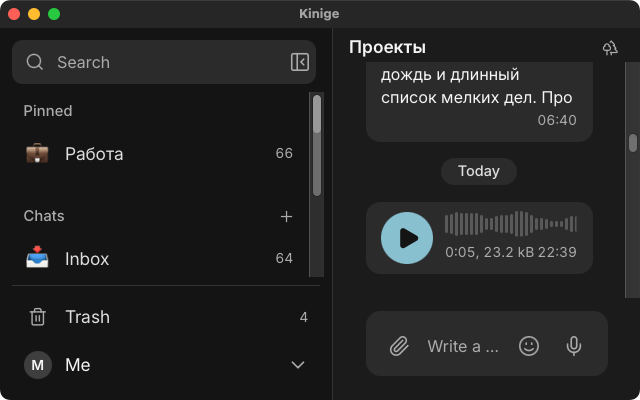 Kinige
Search
Pinned
Работа 66
Chats
Inbox 64
Trash 4
M Me
Проекты
дождь и длинный
список мелких дел. Про
06:40
Today
0:05, 23.2 kB 22:39
Write a ...